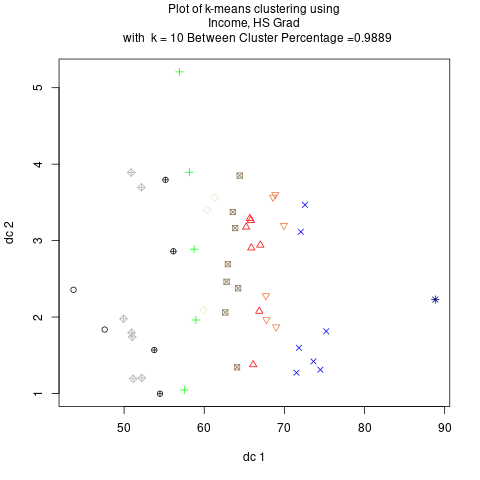 Plot of k-means clustering using
Income, HS Grad
with k = 10 Between Cluster Percentage =0.9889
5
4
3
2
1
dc 2
50 60 70 80 90
dc 1